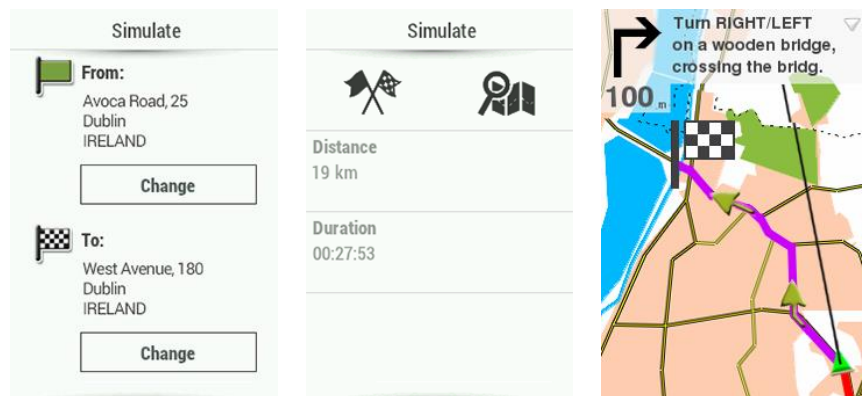 Simulate
From:
Avoca Road, 25
Dublin
IRELAND
Change
To:
West Avenue, 180
Dublin
IRELAND
Change
Simulate
Distance
19 km
Duration
00:27:53
Turn RIGHT/LEFT
on a wooden bridge,
crossing the bridg.
100 m